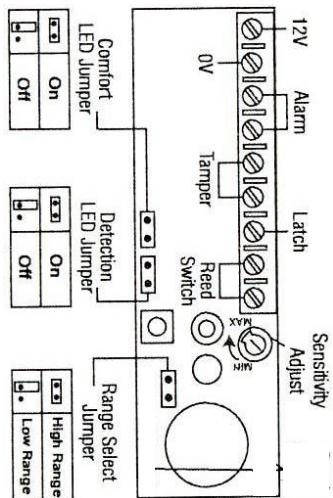 12V
0V
Alarm
Tamper
Latch
Reed
Switch
Sensitivity
Adjust
MAX
MIN
Comfort
LED Jumper
On
Off
Detection
LED Jumper
On
Off
Range Select
Jumper
High Range
Low Range